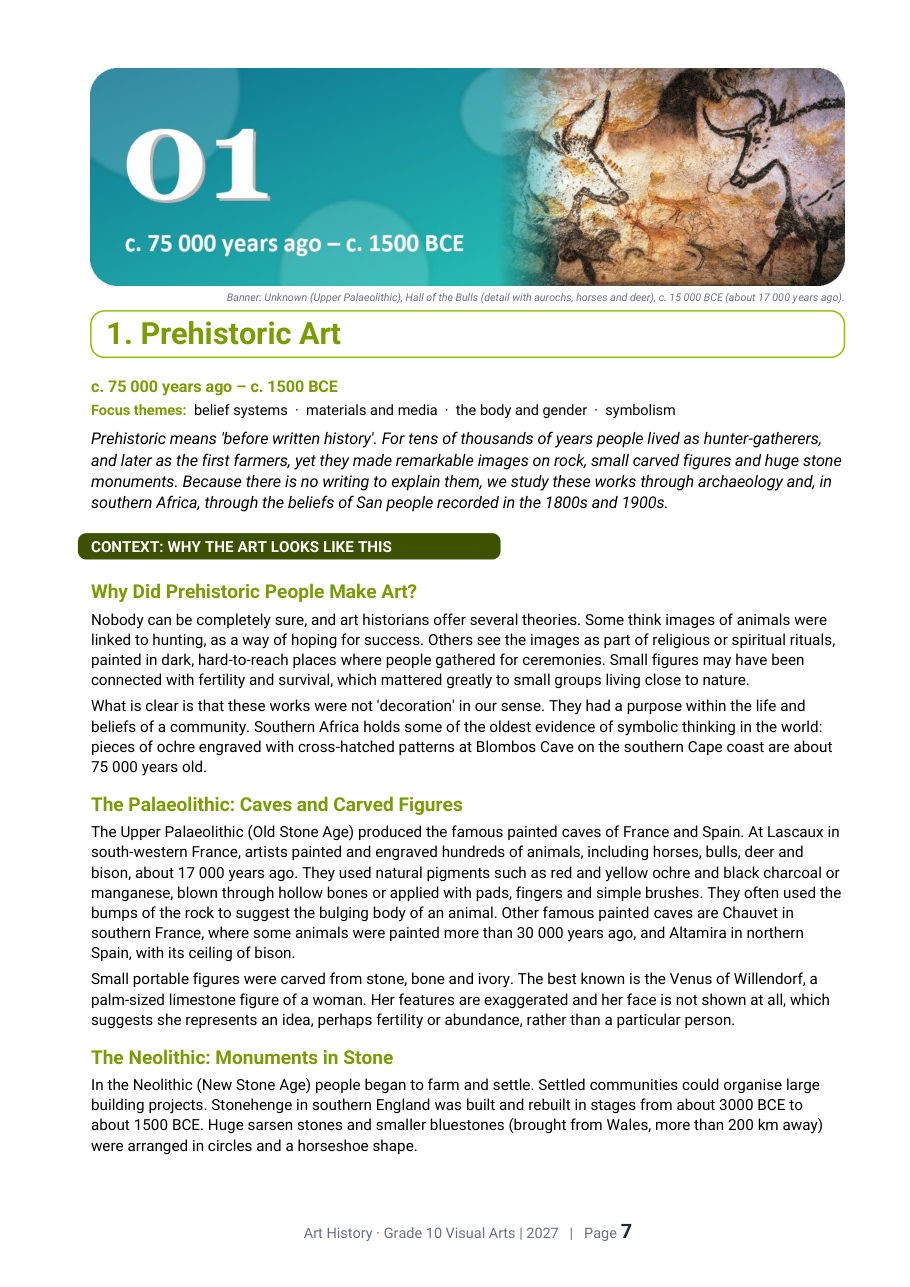 01
c. 75 000 years ago – c. 1500 BCE
Banner: Unknown (Upper Palaeolithic), Hall of the Bulls (detail with aurochs, horses and deer), c. 15 000 BCE (about 17 000 years ago).
1. Prehistoric Art
c. 75 000 years ago – c. 1500 BCE
Focus themes: belief systems · materials and media · the body and gender · symbolism
Prehistoric means 'before written history'. For tens of thousands of years people lived as hunter-gatherers,
and later as the first farmers, yet they made remarkable images on rock, small carved figures and huge stone
monuments. Because there is no writing to explain them, we study these works through archaeology and, in
southern Africa, through the beliefs of San people recorded in the 1800s and 1900s.
CONTEXT: WHY THE ART LOOKS LIKE THIS
Why Did Prehistoric People Make Art?
Nobody can be completely sure, and art historians offer several theories. Some think images of animals were
linked to hunting, as a way of hoping for success. Others see the images as part of religious or spiritual rituals,
painted in dark, hard-to-reach places where people gathered for ceremonies. Small figures may have been
connected with fertility and survival, which mattered greatly to small groups living close to nature.
What is clear is that these works were not 'decoration' in our sense. They had a purpose within the life and
beliefs of a community. Southern Africa holds some of the oldest evidence of symbolic thinking in the world:
pieces of ochre engraved with cross-hatched patterns at Blombos Cave on the southern Cape coast are about
75 000 years old.
The Palaeolithic: Caves and Carved Figures
The Upper Palaeolithic (Old Stone Age) produced the famous painted caves of France and Spain. At Lascaux in
south-western France, artists painted and engraved hundreds of animals, including horses, bulls, deer and
bison, about 17 000 years ago. They used natural pigments such as red and yellow ochre and black charcoal or
manganese, blown through hollow bones or applied with pads, fingers and simple brushes. They often used the
bumps of the rock to suggest the bulging body of an animal. Other famous painted caves are Chauvet in
southern France, where some animals were painted more than 30 000 years ago, and Altamira in northern
Spain, with its ceiling of bison.
Small portable figures were carved from stone, bone and ivory. The best known is the Venus of Willendorf, a
palm-sized limestone figure of a woman. Her features are exaggerated and her face is not shown at all, which
suggests she represents an idea, perhaps fertility or abundance, rather than a particular person.
The Neolithic: Monuments in Stone
In the Neolithic (New Stone Age) people began to farm and settle. Settled communities could organise large
building projects. Stonehenge in southern England was built and rebuilt in stages from about 3000 BCE to
about 1500 BCE. Huge sarsen stones and smaller bluestones (brought from Wales, more than 200 km away)
were arranged in circles and a horseshoe shape.
Art History · Grade 10 Visual Arts | 2027 | Page 7